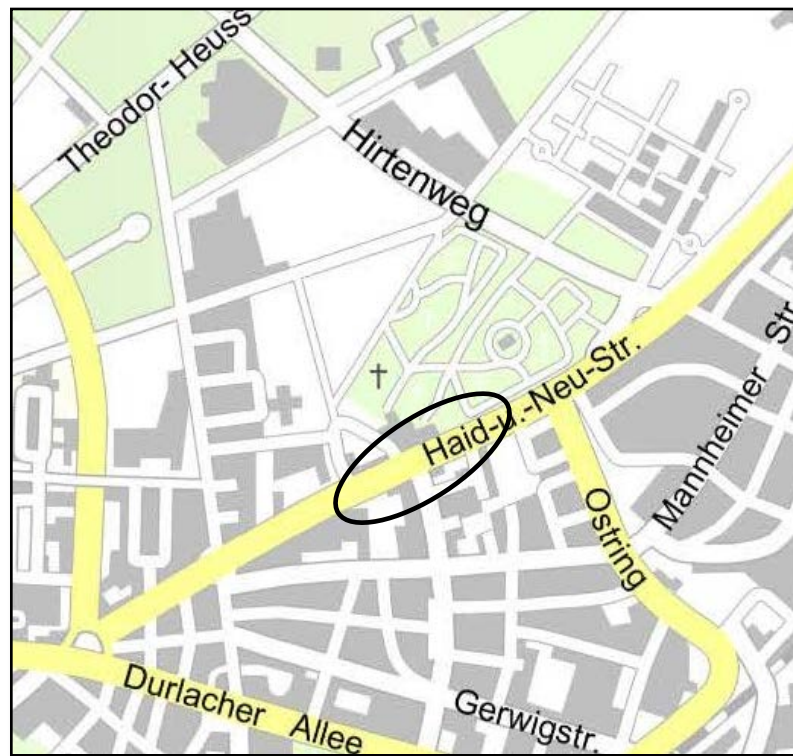 Theodor- Heuss
Hirtenweg
Haid-u.-Neu-Str.
Mannheimer Str.
Ostring
Durlacher Allee
Gerwigstr.